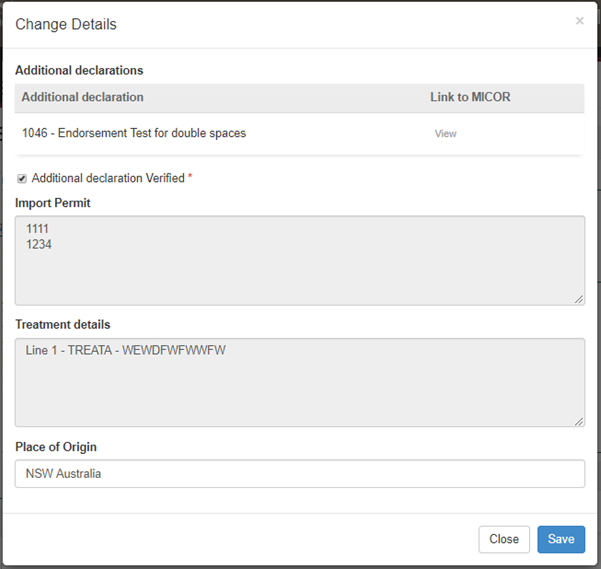 Change Details
×
Additional declarations
Additional declaration Link to MICOR
1046 - Endorsement Test for double spaces View
Additional declaration Verified *
Import Permit
1111
1234
Treatment details
Line 1 - TREATA - WEWDFWFWWFW
Place of Origin
NSW Australia
Close Save